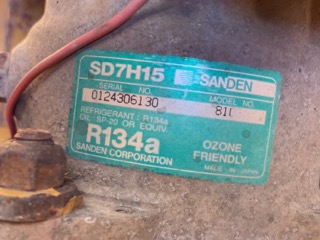 SD7H15 SANDEN
SERIAL NO. MODEL NO.
0124306130
REFRIGERANT : R134a
OIL : SP-20 OR EQUIV.
R134a OZONE
FRIENDLY
SANDEN CORPORATION MADE IN JAPAN